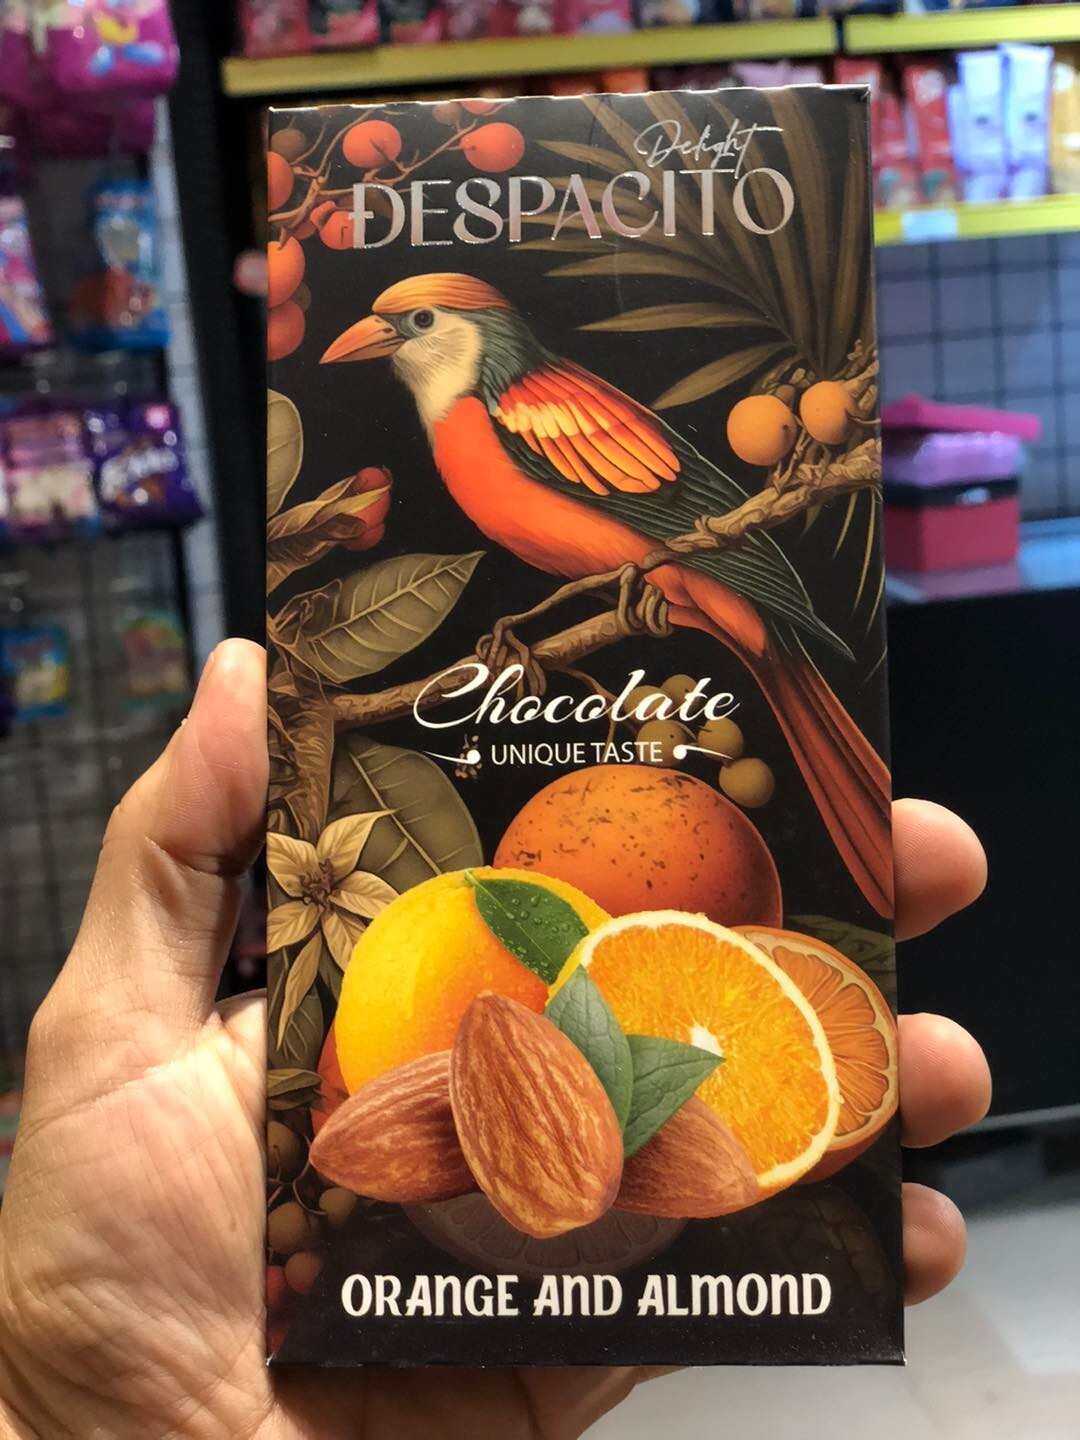 Delight
DESPACITO
Chocolate
UNIQUE TASTE
ORANGE AND ALMOND